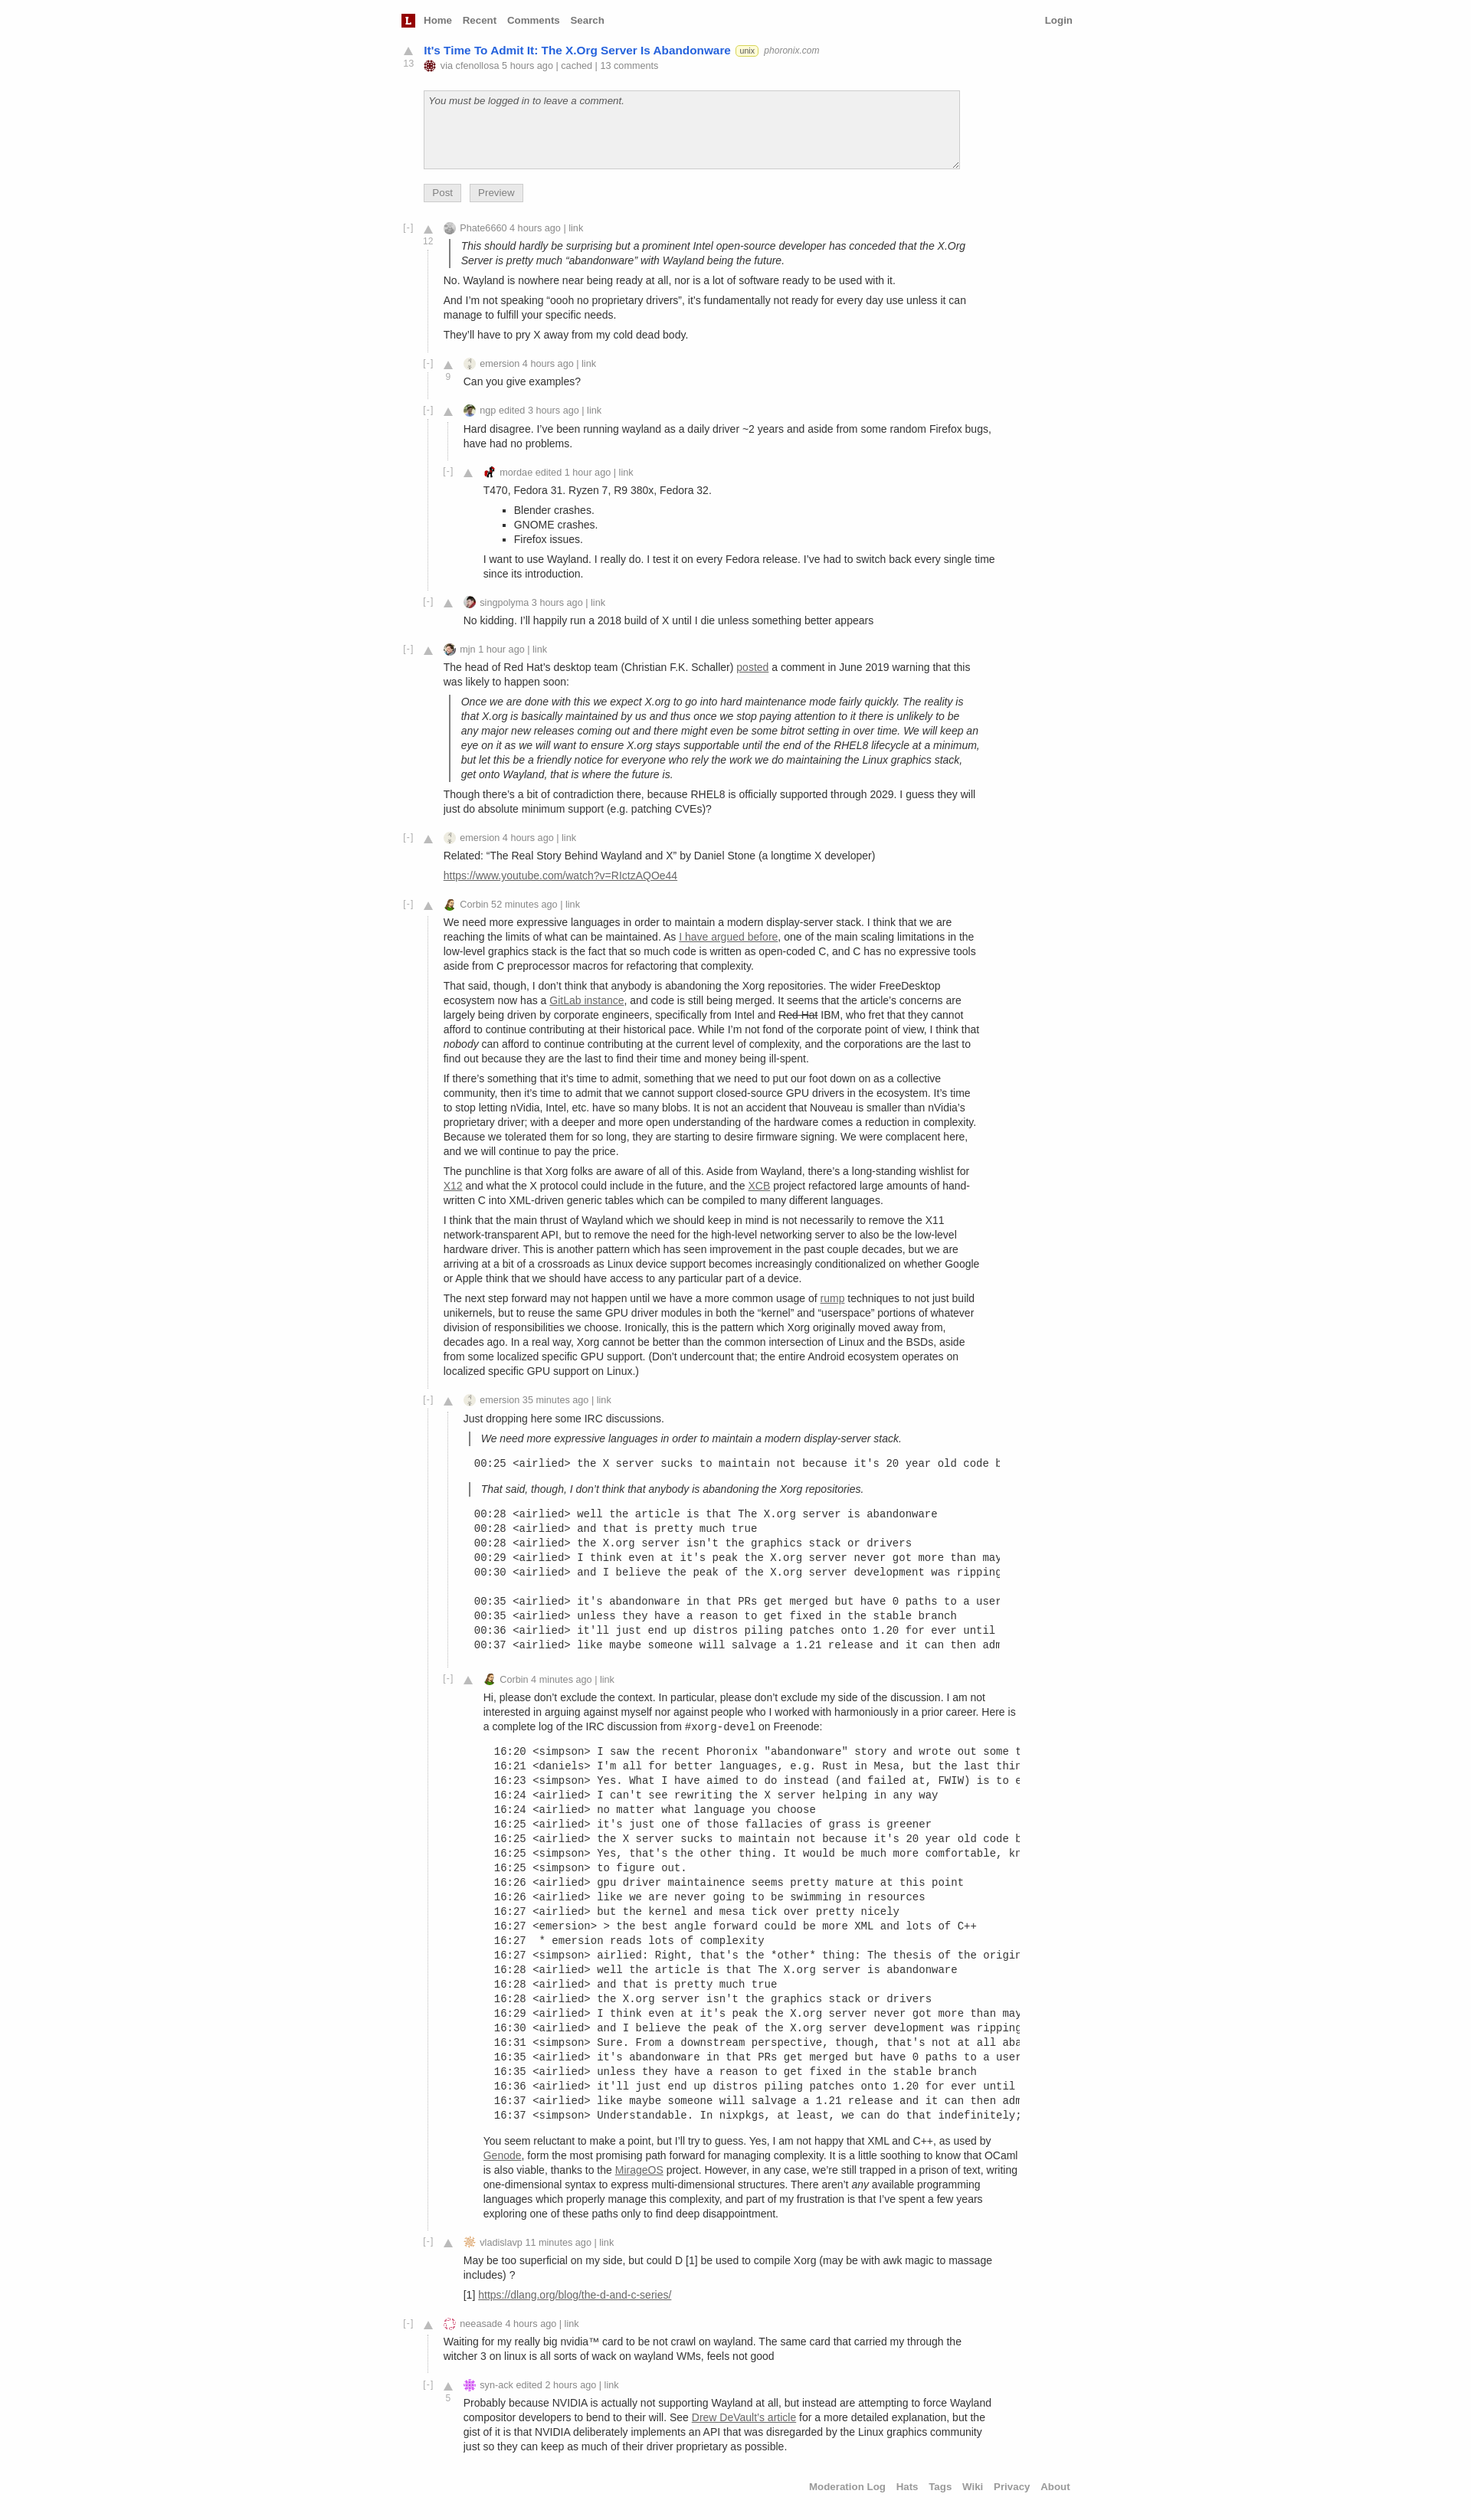 L Home Recent Comments Search Login
It's Time To Admit It: The X.Org Server Is Abandonware unix phoronix.com
13 via cfenollosa 5 hours ago | cached | 13 comments
You must be logged in to leave a comment.
Post Preview
[-] Phate6660 4 hours ago | link
12
This should hardly be surprising but a prominent Intel open-source developer has conceded that the X.Org
Server is pretty much “abandonware” with Wayland being the future.
No. Wayland is nowhere near being ready at all, nor is a lot of software ready to be used with it.
And I’m not speaking “oooh no proprietary drivers”, it’s fundamentally not ready for every day use unless it can
manage to fulfill your specific needs.
They’ll have to pry X away from my cold dead body.
[-] emersion 4 hours ago | link
9
Can you give examples?
[-] ngp edited 3 hours ago | link
Hard disagree. I’ve been running wayland as a daily driver ~2 years and aside from some random Firefox bugs,
have had no problems.
[-] mordae edited 1 hour ago | link
T470, Fedora 31. Ryzen 7, R9 380x, Fedora 32.
▪ Blender crashes.
▪ GNOME crashes.
▪ Firefox issues.
I want to use Wayland. I really do. I test it on every Fedora release. I’ve had to switch back every single time
since its introduction.
[-] singpolyma 3 hours ago | link
No kidding. I’ll happily run a 2018 build of X until I die unless something better appears
[-] mjn 1 hour ago | link
The head of Red Hat’s desktop team (Christian F.K. Schaller) posted a comment in June 2019 warning that this
was likely to happen soon:
Once we are done with this we expect X.org to go into hard maintenance mode fairly quickly. The reality is
that X.org is basically maintained by us and thus once we stop paying attention to it there is unlikely to be
any major new releases coming out and there might even be some bitrot setting in over time. We will keep an
eye on it as we will want to ensure X.org stays supportable until the end of the RHEL8 lifecycle at a minimum,
but let this be a friendly notice for everyone who rely the work we do maintaining the Linux graphics stack,
get onto Wayland, that is where the future is.
Though there’s a bit of contradiction there, because RHEL8 is officially supported through 2029. I guess they will
just do absolute minimum support (e.g. patching CVEs)?
[-] emersion 4 hours ago | link
Related: “The Real Story Behind Wayland and X” by Daniel Stone (a longtime X developer)
https://www.youtube.com/watch?v=RIctzAQOe44
[-] Corbin 52 minutes ago | link
We need more expressive languages in order to maintain a modern display-server stack. I think that we are
reaching the limits of what can be maintained. As I have argued before, one of the main scaling limitations in the
low-level graphics stack is the fact that so much code is written as open-coded C, and C has no expressive tools
aside from C preprocessor macros for refactoring that complexity.
That said, though, I don’t think that anybody is abandoning the Xorg repositories. The wider FreeDesktop
ecosystem now has a GitLab instance, and code is still being merged. It seems that the article’s concerns are
largely being driven by corporate engineers, specifically from Intel and Red Hat IBM, who fret that they cannot
afford to continue contributing at their historical pace. While I’m not fond of the corporate point of view, I think that
nobody can afford to continue contributing at the current level of complexity, and the corporations are the last to
find out because they are the last to find their time and money being ill-spent.
If there’s something that it’s time to admit, something that we need to put our foot down on as a collective
community, then it’s time to admit that we cannot support closed-source GPU drivers in the ecosystem. It’s time
to stop letting nVidia, Intel, etc. have so many blobs. It is not an accident that Nouveau is smaller than nVidia’s
proprietary driver; with a deeper and more open understanding of the hardware comes a reduction in complexity.
Because we tolerated them for so long, they are starting to desire firmware signing. We were complacent here,
and we will continue to pay the price.
The punchline is that Xorg folks are aware of all of this. Aside from Wayland, there’s a long-standing wishlist for
X12 and what the X protocol could include in the future, and the XCB project refactored large amounts of hand-
written C into XML-driven generic tables which can be compiled to many different languages.
I think that the main thrust of Wayland which we should keep in mind is not necessarily to remove the X11
network-transparent API, but to remove the need for the high-level networking server to also be the low-level
hardware driver. This is another pattern which has seen improvement in the past couple decades, but we are
arriving at a bit of a crossroads as Linux device support becomes increasingly conditionalized on whether Google
or Apple think that we should have access to any particular part of a device.
The next step forward may not happen until we have a more common usage of rump techniques to not just build
unikernels, but to reuse the same GPU driver modules in both the “kernel” and “userspace” portions of whatever
division of responsibilities we choose. Ironically, this is the pattern which Xorg originally moved away from,
decades ago. In a real way, Xorg cannot be better than the common intersection of Linux and the BSDs, aside
from some localized specific GPU support. (Don’t undercount that; the entire Android ecosystem operates on
localized specific GPU support on Linux.)
[-] emersion 35 minutes ago | link
Just dropping here some IRC discussions.
We need more expressive languages in order to maintain a modern display-server stack.
00:25 <airlied> the X server sucks to maintain not because it's 20 year old code b
That said, though, I don’t think that anybody is abandoning the Xorg repositories.
00:28 <airlied> well the article is that The X.org server is abandonware
00:28 <airlied> and that is pretty much true
00:28 <airlied> the X.org server isn't the graphics stack or drivers
00:29 <airlied> I think even at it's peak the X.org server never got more than may
00:30 <airlied> and I believe the peak of the X.org server development was ripping
00:35 <airlied> it's abandonware in that PRs get merged but have 0 paths to a user
00:35 <airlied> unless they have a reason to get fixed in the stable branch
00:36 <airlied> it'll just end up distros piling patches onto 1.20 for ever until
00:37 <airlied> like maybe someone will salvage a 1.21 release and it can then adm
[-] Corbin 4 minutes ago | link
Hi, please don’t exclude the context. In particular, please don’t exclude my side of the discussion. I am not
interested in arguing against myself nor against people who I worked with harmoniously in a prior career. Here is
a complete log of the IRC discussion from #xorg-devel on Freenode:
16:20 <simpson> I saw the recent Phoronix "abandonware" story and wrote out some t
16:21 <daniels> I'm all for better languages, e.g. Rust in Mesa, but the last thin
16:23 <simpson> Yes. What I have aimed to do instead (and failed at, FWIW) is to e
16:24 <airlied> I can't see rewriting the X server helping in any way
16:24 <airlied> no matter what language you choose
16:25 <airlied> it's just one of those fallacies of grass is greener
16:25 <airlied> the X server sucks to maintain not because it's 20 year old code b
16:25 <simpson> Yes, that's the other thing. It would be much more comfortable, kn
16:25 <simpson> to figure out.
16:26 <airlied> gpu driver maintainence seems pretty mature at this point
16:26 <airlied> like we are never going to be swimming in resources
16:27 <airlied> but the kernel and mesa tick over pretty nicely
16:27 <emersion> > the best angle forward could be more XML and lots of C++
16:27  * emersion reads lots of complexity
16:27 <simpson> airlied: Right, that's the *other* thing: The thesis of the origin
16:28 <airlied> well the article is that The X.org server is abandonware
16:28 <airlied> and that is pretty much true
16:28 <airlied> the X.org server isn't the graphics stack or drivers
16:29 <airlied> I think even at it's peak the X.org server never got more than may
16:30 <airlied> and I believe the peak of the X.org server development was ripping
16:31 <simpson> Sure. From a downstream perspective, though, that's not at all aba
16:35 <airlied> it's abandonware in that PRs get merged but have 0 paths to a user
16:35 <airlied> unless they have a reason to get fixed in the stable branch
16:36 <airlied> it'll just end up distros piling patches onto 1.20 for ever until
16:37 <airlied> like maybe someone will salvage a 1.21 release and it can then adm
16:37 <simpson> Understandable. In nixpkgs, at least, we can do that indefinitely;
You seem reluctant to make a point, but I’ll try to guess. Yes, I am not happy that XML and C++, as used by
Genode, form the most promising path forward for managing complexity. It is a little soothing to know that OCaml
is also viable, thanks to the MirageOS project. However, in any case, we’re still trapped in a prison of text, writing
one-dimensional syntax to express multi-dimensional structures. There aren’t any available programming
languages which properly manage this complexity, and part of my frustration is that I’ve spent a few years
exploring one of these paths only to find deep disappointment.
[-] vladislavp 11 minutes ago | link
May be too superficial on my side, but could D [1] be used to compile Xorg (may be with awk magic to massage
includes) ?
[1] https://dlang.org/blog/the-d-and-c-series/
[-] neeasade 4 hours ago | link
Waiting for my really big nvidia™ card to be not crawl on wayland. The same card that carried my through the
witcher 3 on linux is all sorts of wack on wayland WMs, feels not good
[-] syn-ack edited 2 hours ago | link
5
Probably because NVIDIA is actually not supporting Wayland at all, but instead are attempting to force Wayland
compositor developers to bend to their will. See Drew DeVault’s article for a more detailed explanation, but the
gist of it is that NVIDIA deliberately implements an API that was disregarded by the Linux graphics community
just so they can keep as much of their driver proprietary as possible.
Moderation Log Hats Tags Wiki Privacy About